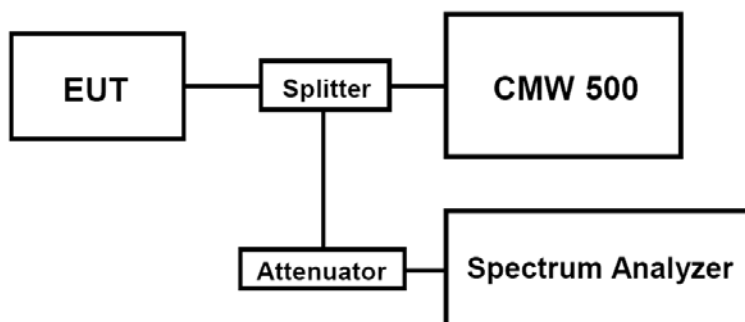 EUT
Splitter
CMW 500
Attenuator
Spectrum Analyzer